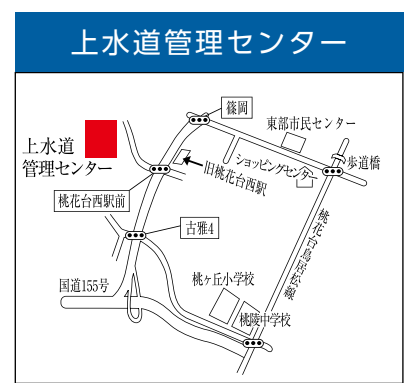 上水道管理センター
篠岡
東部市民センター
上水道
管理センター
旧桃花台西駅
ショッピングセンター
歩道橋
桃花台西駅前
古雅4
桃花台鳥居松線
国道155号
桃ヶ丘小学校
桃陵中学校